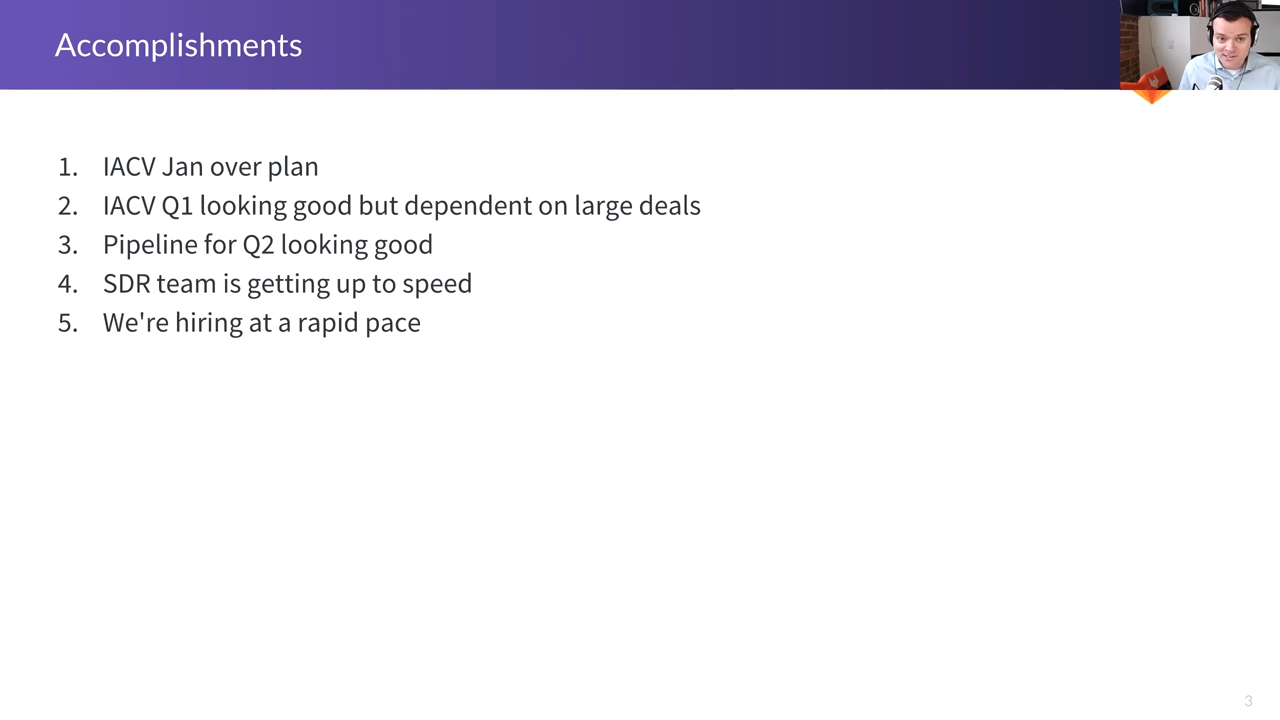 Accomplishments
1. IACV Jan over plan
2. IACV Q1 looking good but dependent on large deals
3. Pipeline for Q2 looking good
4. SDR team is getting up to speed
5. We're hiring at a rapid pace
3